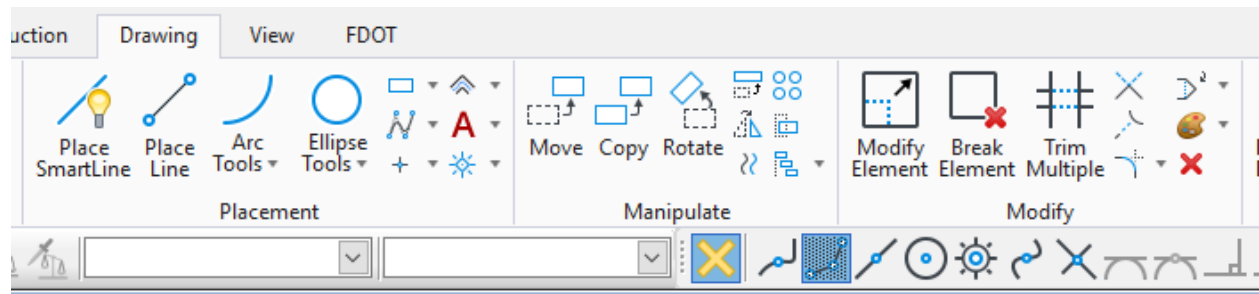 uction Drawing View FDOT
Place SmartLine
Place Line
Arc Tools
Ellipse Tools
A
Move Copy Rotate
Modify Element
Break Element
Trim Multiple
Placement Manipulate Modify